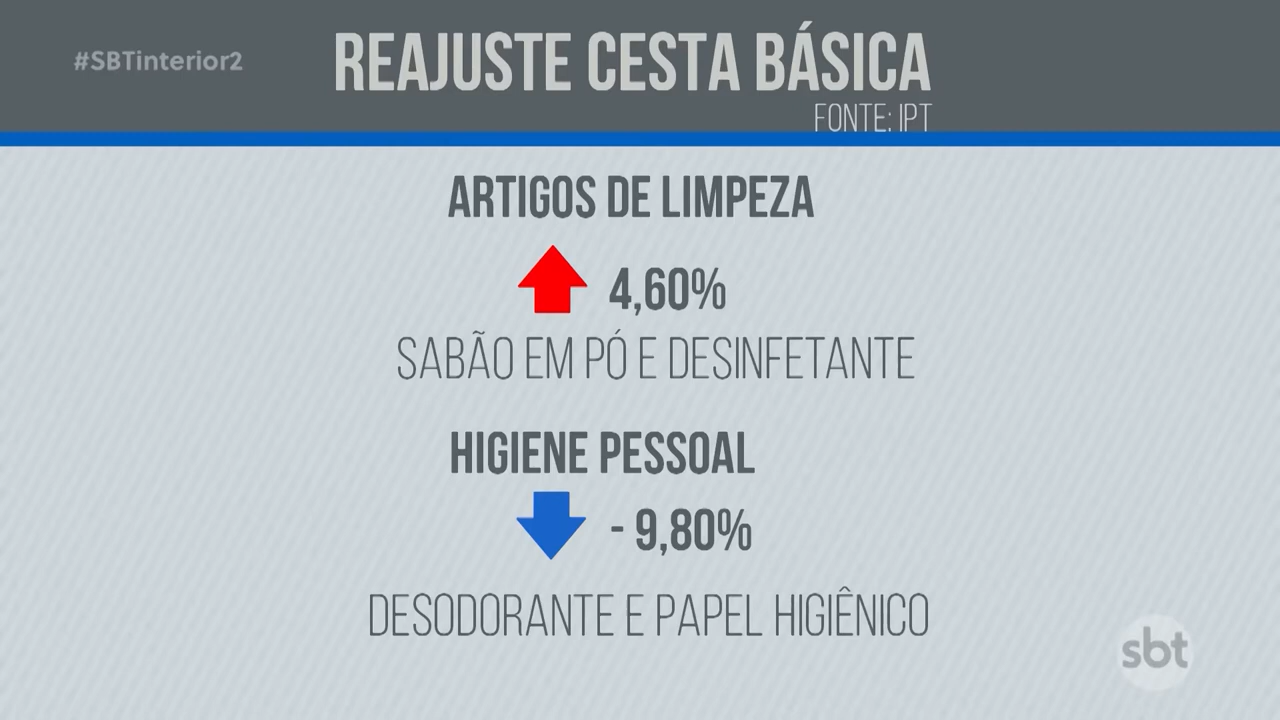 #SBTinterior2
REAJUSTE CESTA BÁSICA
FONTE: IPT
ARTIGOS DE LIMPEZA
4,60%
SABÃO EM PÓ E DESINFETANTE
HIGIENE PESSOAL
- 9,80%
DESODORANTE E PAPEL HIGIÊNICO
sbt